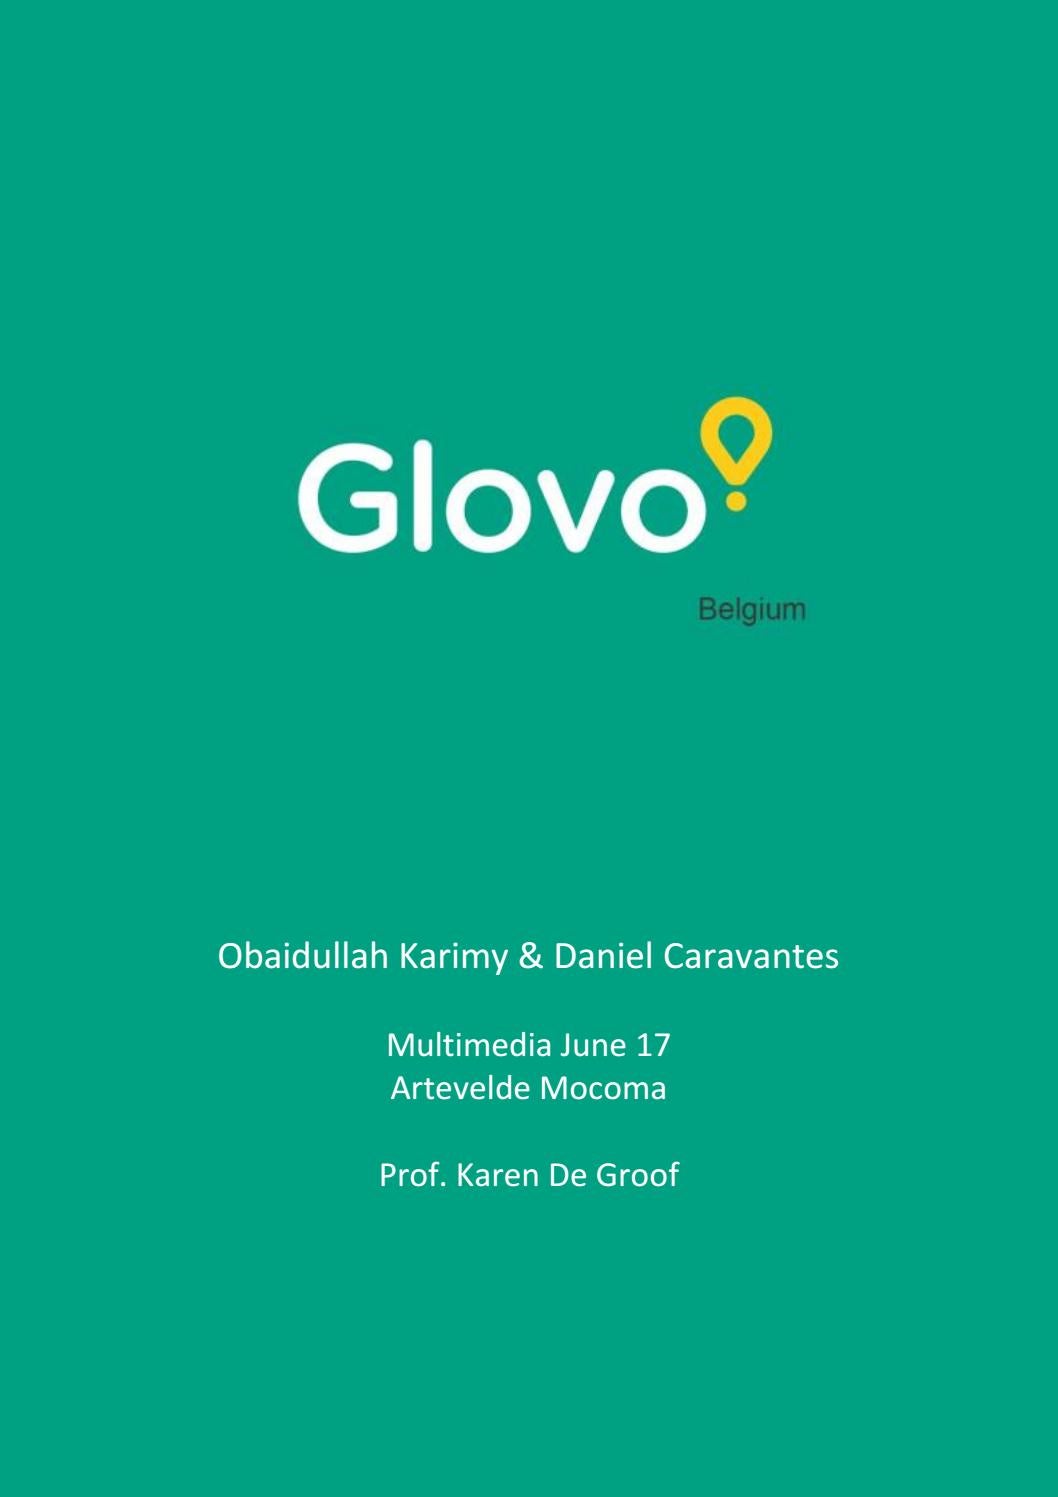 Glovo
Belgium
Obaidullah Karimy & Daniel Caravantes
Multimedia June 17
Artevelde Mocoma
Prof. Karen De Groof